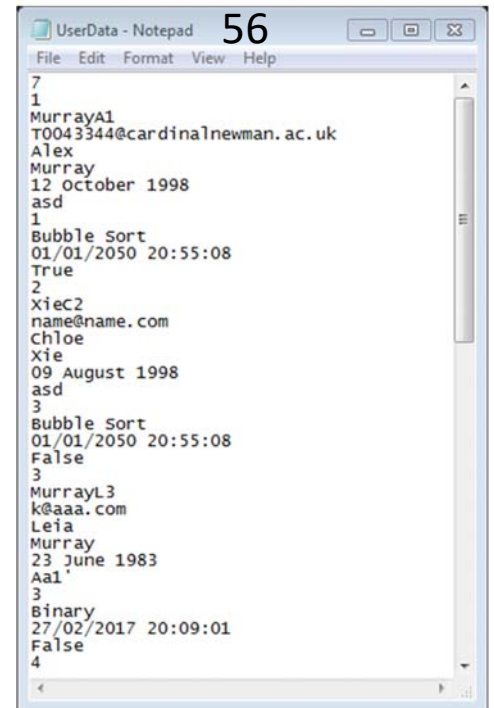 UserData - Notepad
56
File Edit Format View Help
7
1
MurrayA1
T0043344@cardinalnewman.ac.uk
Alex
Murray
12 October 1998
asd
1
Bubble Sort
01/01/2050 20:55:08
True
2
XieC2
name@name.com
Chloe
Xie
09 August 1998
asd
3
Bubble Sort
01/01/2050 20:55:08
False
3
MurrayL3
k@aaa.com
Leia
Murray
23 June 1983
Aa1`
3
Binary
27/02/2017 20:09:01
False
4